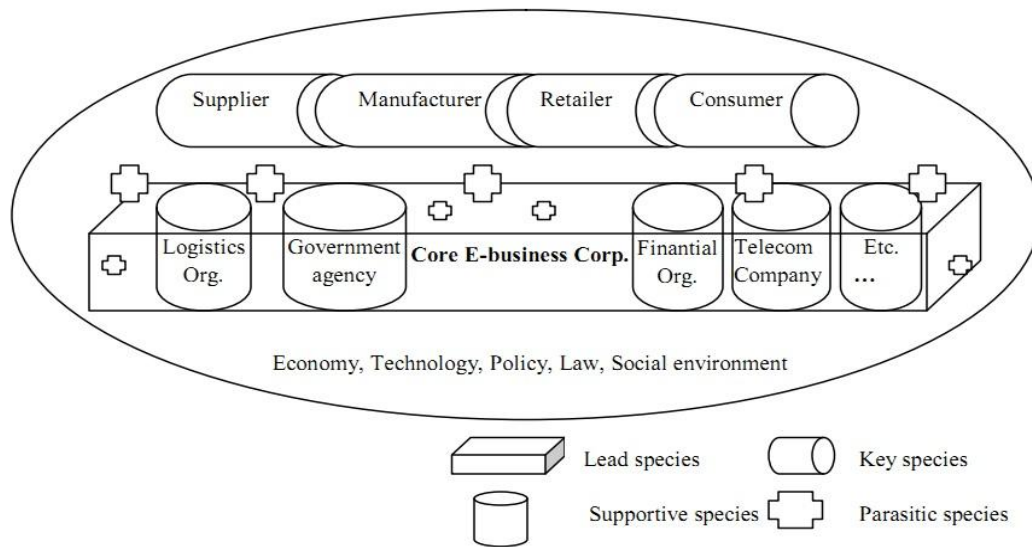 Supplier
Manufacturer
Retailer
Consumer
Logistics
Org.
Government
agency
Core E-business Corp.
Finantial
Org.
Telecom
Company
Etc.
...
Economy, Technology, Policy, Law, Social environment
Lead species
Key species
Supportive species
Parasitic species